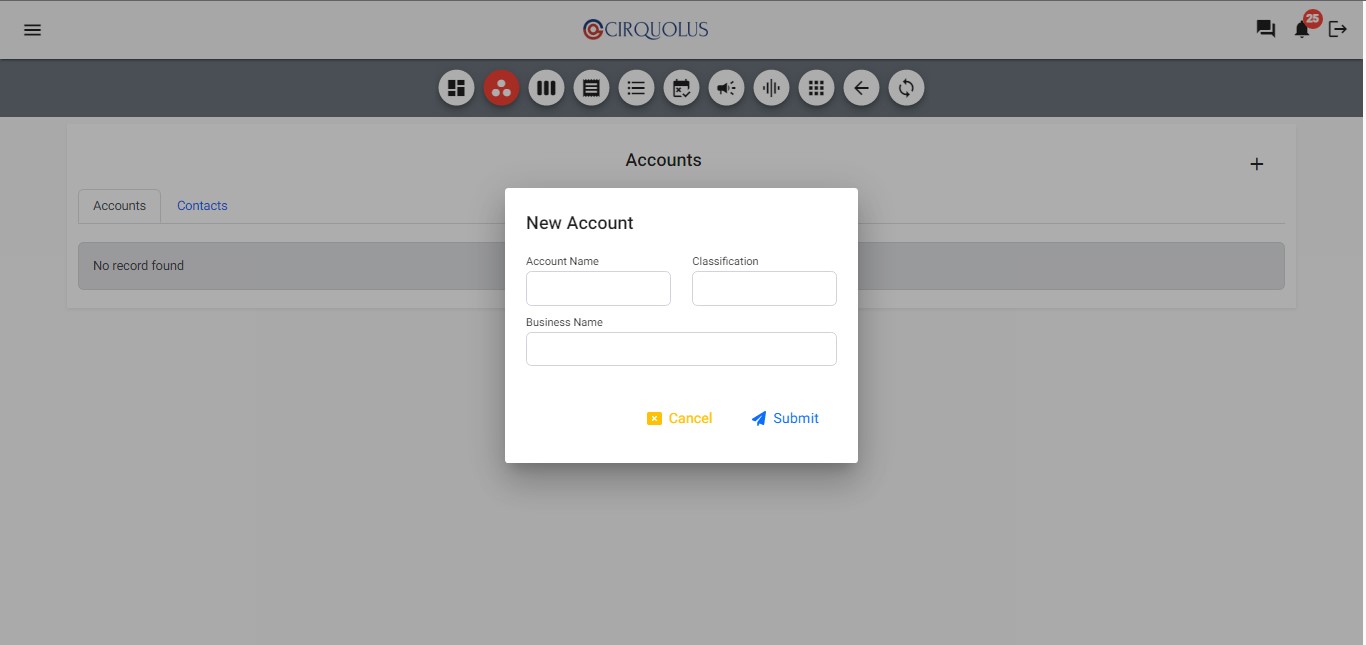 CIRQUOLUS
25
Accounts
Accounts Contacts
No record found
New Account
Account Name Classification
Business Name
Cancel Submit